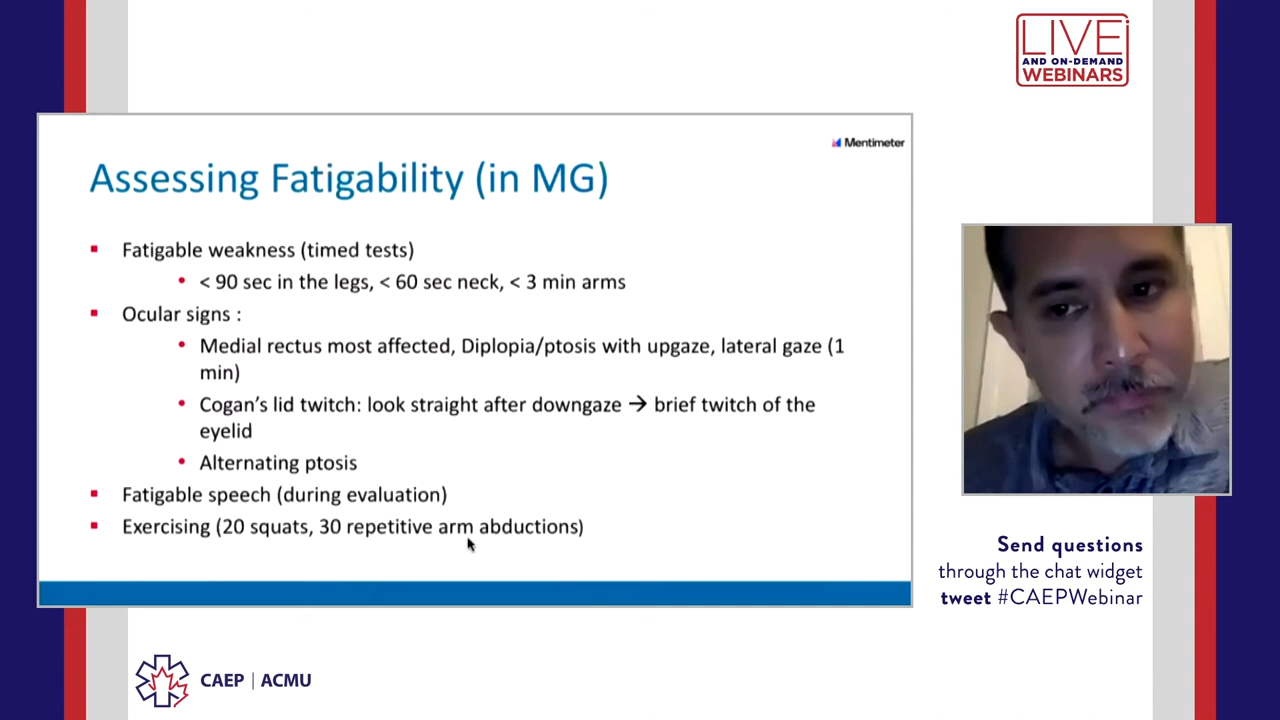 LIVE
AND ON-DEMAND
WEBINARS
Mentimeter
Assessing Fatigability (in MG)
▪ Fatigable weakness (timed tests)
• < 90 sec in the legs, < 60 sec neck, < 3 min arms
▪ Ocular signs :
• Medial rectus most affected, Diplopia/ptosis with upgaze, lateral gaze (1
min)
• Cogan’s lid twitch: look straight after downgaze → brief twitch of the
eyelid
• Alternating ptosis
▪ Fatigable speech (during evaluation)
▪ Exercising (20 squats, 30 repetitive arm abductions)
Send questions
through the chat widget
tweet #CAEPWebinar
CAEP | ACMU